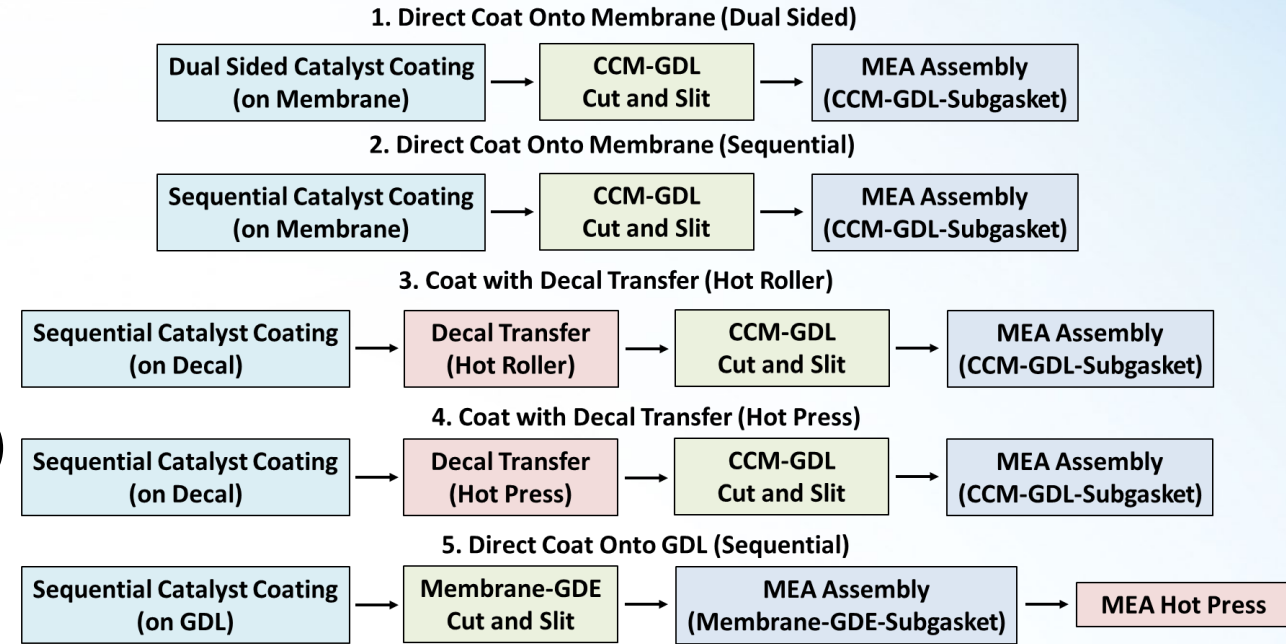 1. Direct Coat Onto Membrane (Dual Sided)
Dual Sided Catalyst Coating
(on Membrane)
CCM-GDL
Cut and Slit
MEA Assembly
(CCM-GDL-Subgasket)
2. Direct Coat Onto Membrane (Sequential)
Sequential Catalyst Coating
(on Membrane)
CCM-GDL
Cut and Slit
MEA Assembly
(CCM-GDL-Subgasket)
3. Coat with Decal Transfer (Hot Roller)
Sequential Catalyst Coating
(on Decal)
Decal Transfer
(Hot Roller)
CCM-GDL
Cut and Slit
MEA Assembly
(CCM-GDL-Subgasket)
4. Coat with Decal Transfer (Hot Press)
)
Sequential Catalyst Coating
(on Decal)
Decal Transfer
(Hot Press)
CCM-GDL
Cut and Slit
MEA Assembly
(CCM-GDL-Subgasket)
5. Direct Coat Onto GDL (Sequential)
Sequential Catalyst Coating
(on GDL)
Membrane-GDE
Cut and Slit
MEA Assembly
(Membrane-GDE-Subgasket)
MEA Hot Press